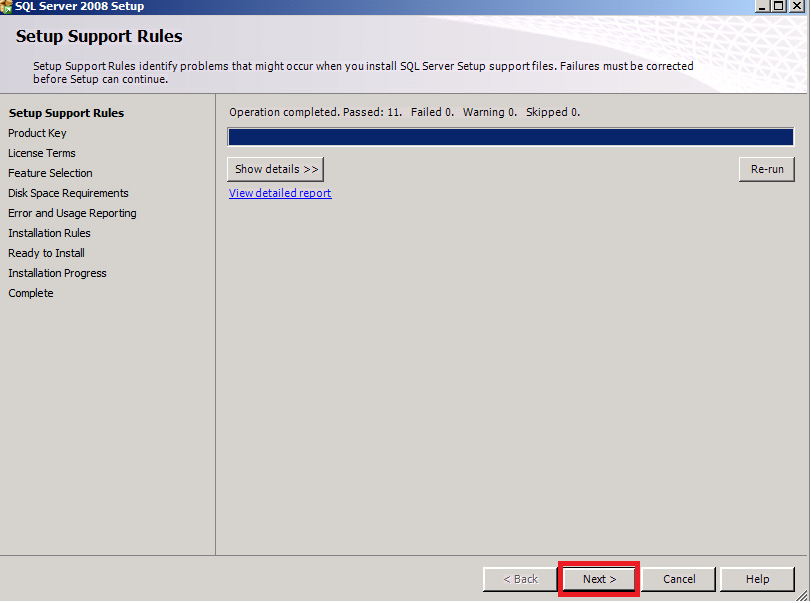 SQL Server 2008 Setup
Setup Support Rules
Setup Support Rules identify problems that might occur when you install SQL Server Setup support files. Failures must be corrected
before Setup can continue.
Setup Support Rules
Product Key
License Terms
Feature Selection
Disk Space Requirements
Error and Usage Reporting
Installation Rules
Ready to Install
Installation Progress
Complete
Operation completed. Passed: 11.   Failed 0.   Warning 0.   Skipped 0.
Show details >>
Re-run
View detailed report
< Back
Next >
Cancel
Help